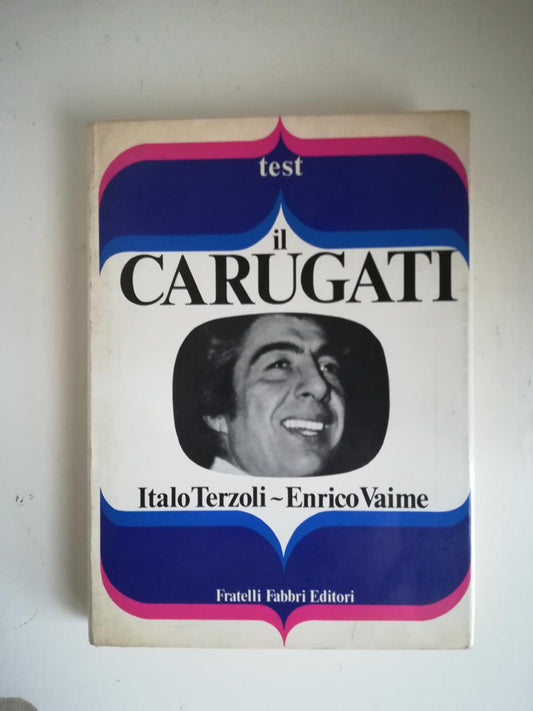 test
il
CARUGATI
Italo Terzoli ~ Enrico Vaime
Fratelli Fabbri Editori